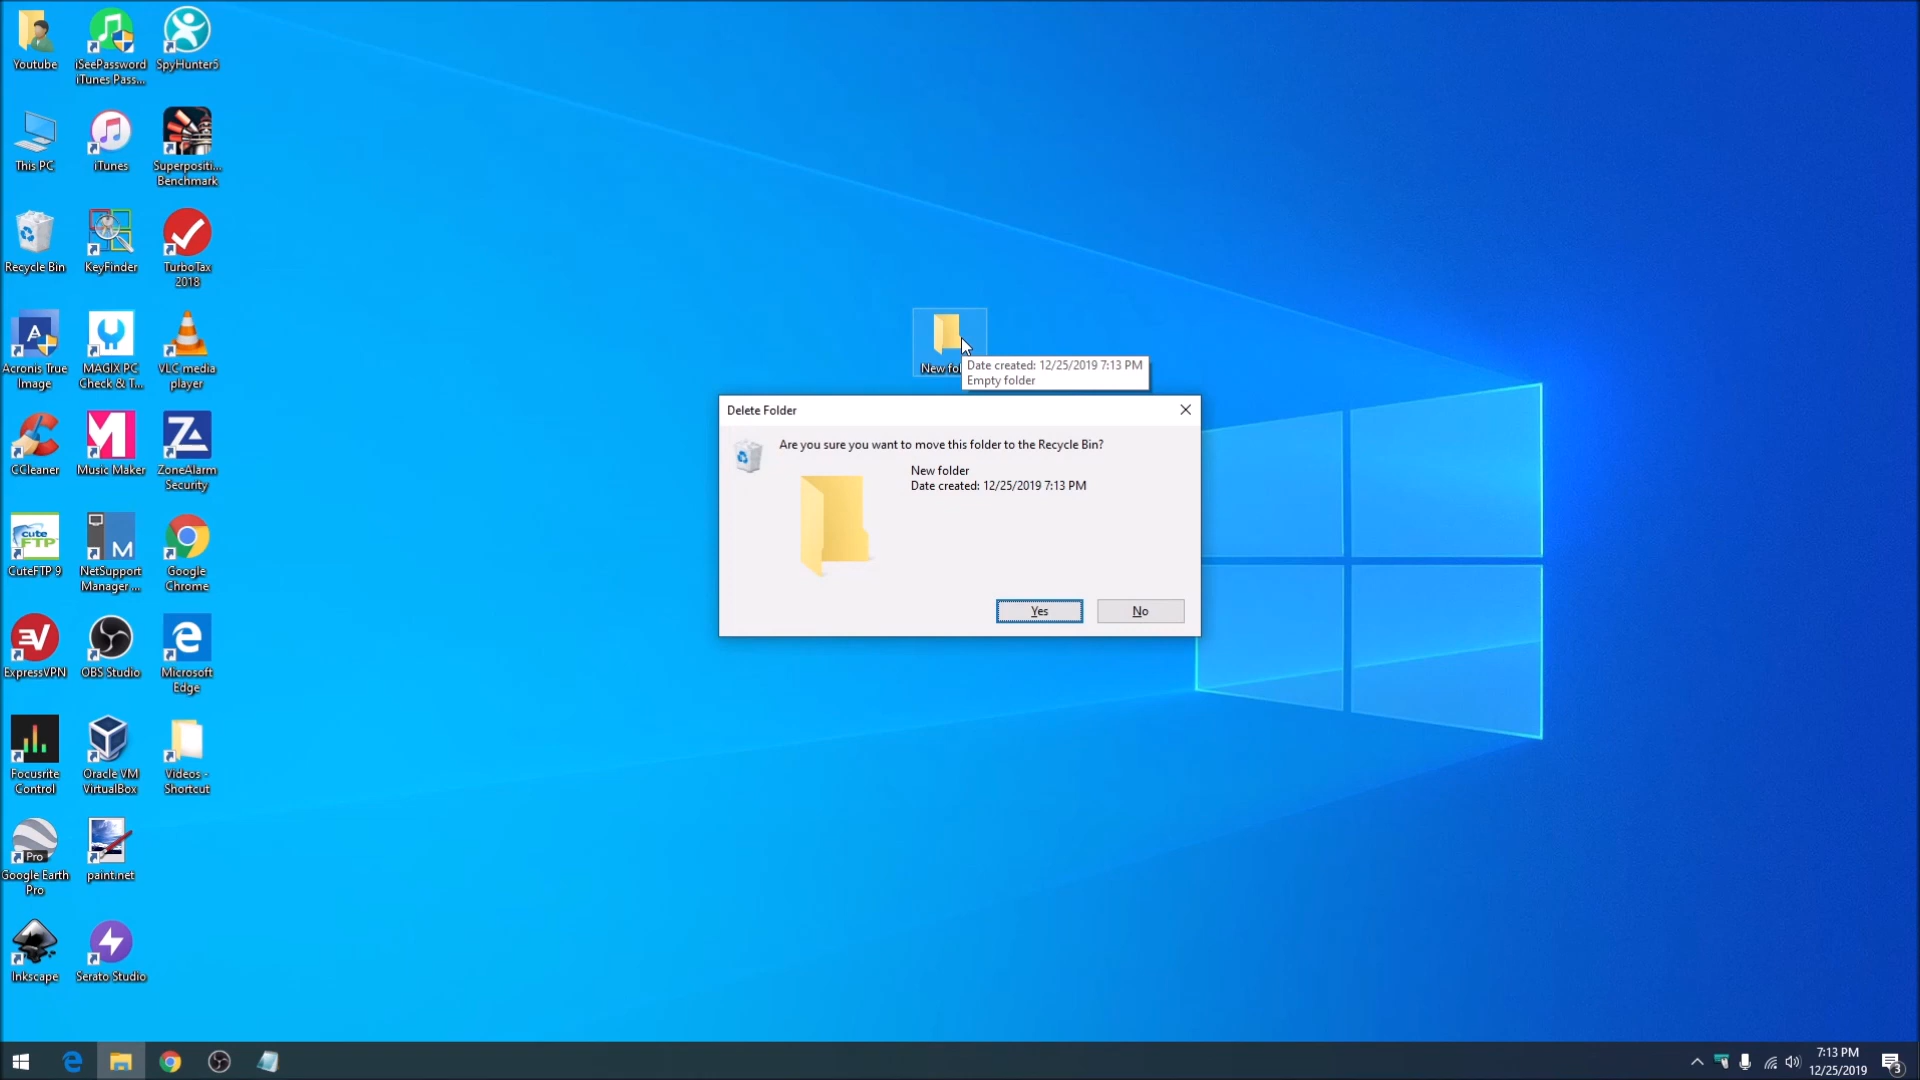 Youtube
iSeePassword
iTunes Pass...
SpyHunter5
This PC
iTunes
Superpositi...
Benchmark
Recycle Bin
KeyFinder
TurboTax
2018
Acronis True
Image
MAGIX PC
Check & T...
VLC media
player
CCleaner
Music Maker
ZoneAlarm
Security
cute
FTP
CuteFTP 9
M
NetSupport
Manager ...
Google
Chrome
ExpressVPN
OBS Studio
Microsoft
Edge
Focusrite
Control
Oracle VM
VirtualBox
Videos -
Shortcut
Pro
Google Earth
Pro
paint.net
Inkscape
Serato Studio
New fol
Date created: 12/25/2019 7:13 PM
Empty folder
Delete Folder
Are you sure you want to move this folder to the Recycle Bin?
New folder
Date created: 12/25/2019 7:13 PM
Yes
No
7:13 PM
12/25/2019
3